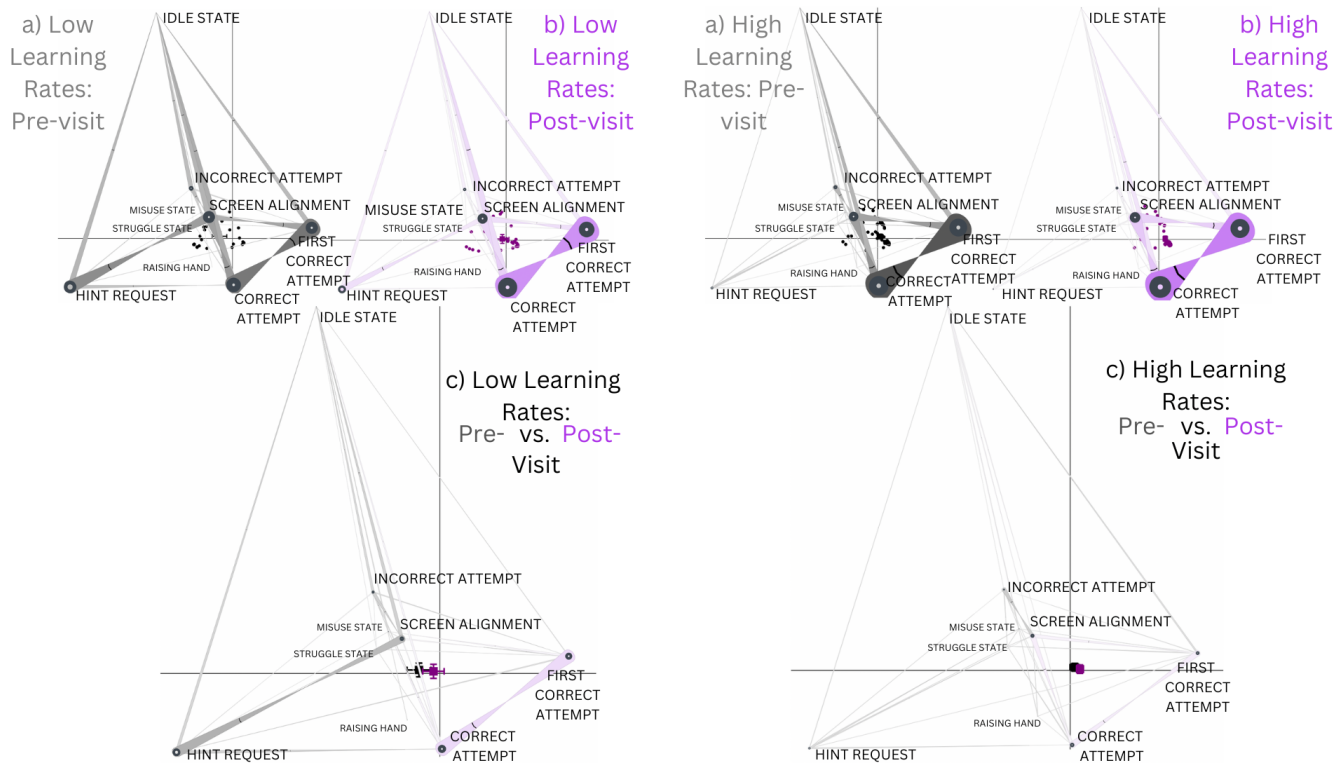 a) Low
Learning
Rates:
Pre-visit
IDLE STATE
INCORRECT ATTEMPT
MISUSE STATE
SCREEN ALIGNMENT
STRUGGLE STATE
FIRST
CORRECT
ATTEMPT
RAISING HAND
HINT REQUEST
CORRECT
ATTEMPT
b) Low
Learning
Rates:
Post-visit
IDLE STATE
INCORRECT ATTEMPT
MISUSE STATE
SCREEN ALIGNMENT
STRUGGLE STATE
FIRST
CORRECT
ATTEMPT
RAISING HAND
HINT REQUEST
CORRECT
ATTEMPT
a) High
Learning
Rates: Pre-
visit
IDLE STATE
INCORRECT ATTEMPT
MISUSE STATE
SCREEN ALIGNMENT
STRUGGLE STATE
FIRST
CORRECT
ATTEMPT
RAISING HAND
HINT REQUEST
CORRECT
ATTEMPT
b) High
Learning
Rates:
Post-visit
IDLE STATE
INCORRECT ATTEMPT
MISUSE STATE
SCREEN ALIGNMENT
STRUGGLE STATE
FIRST
CORRECT
ATTEMPT
RAISING HAND
HINT REQUEST
CORRECT
ATTEMPT
IDLE STATE
c) Low Learning
Rates:
Pre- vs. Post-
Visit
INCORRECT ATTEMPT
MISUSE STATE
SCREEN ALIGNMENT
STRUGGLE STATE
FIRST
CORRECT
ATTEMPT
RAISING HAND
HINT REQUEST
CORRECT
ATTEMPT
IDLE STATE
c) High Learning
Rates:
Pre- vs. Post-
Visit
INCORRECT ATTEMPT
MISUSE STATE
SCREEN ALIGNMENT
STRUGGLE STATE
FIRST
CORRECT
ATTEMPT
RAISING HAND
HINT REQUEST
CORRECT
ATTEMPT